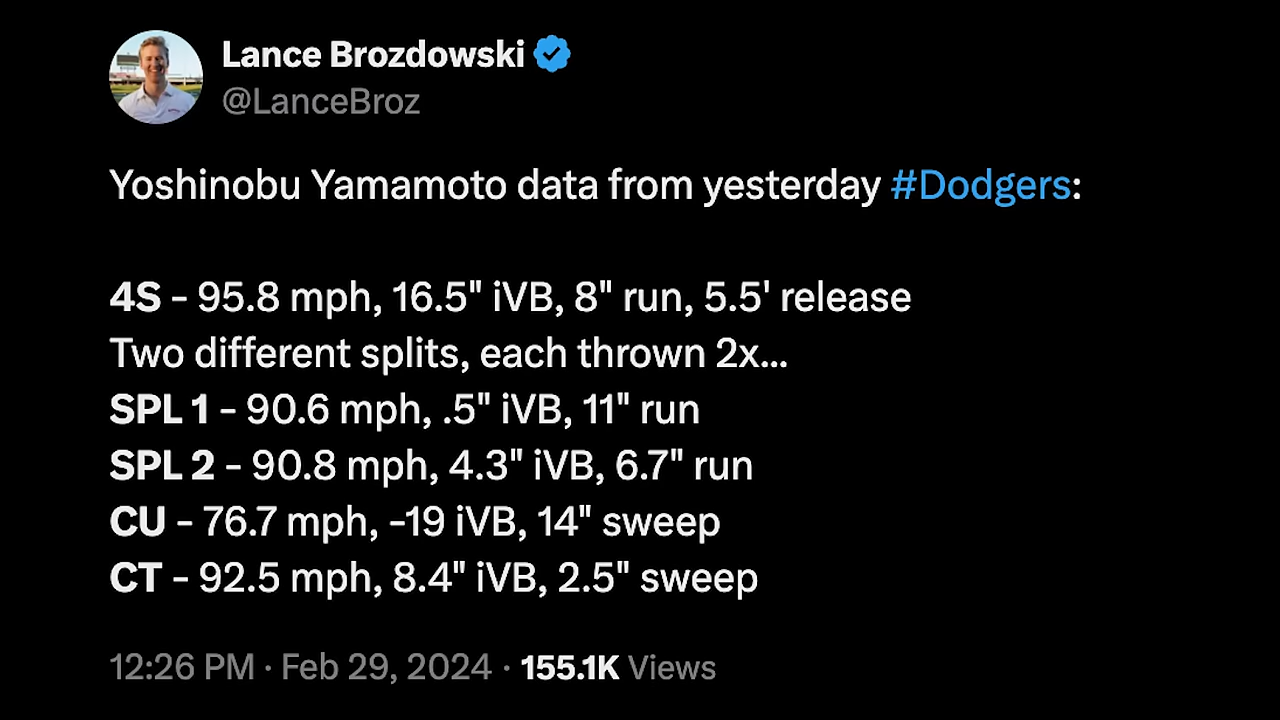 Lance Brozdowski
@LanceBroz
Yoshinobu Yamamoto data from yesterday #Dodgers:
4S - 95.8 mph, 16.5" iVB, 8" run, 5.5' release
Two different splits, each thrown 2x...
SPL 1 - 90.6 mph, .5" iVB, 11" run
SPL 2 - 90.8 mph, 4.3" iVB, 6.7" run
CU - 76.7 mph, -19 iVB, 14" sweep
CT - 92.5 mph, 8.4" iVB, 2.5" sweep
12:26 PM · Feb 29, 2024 · 155.1K Views